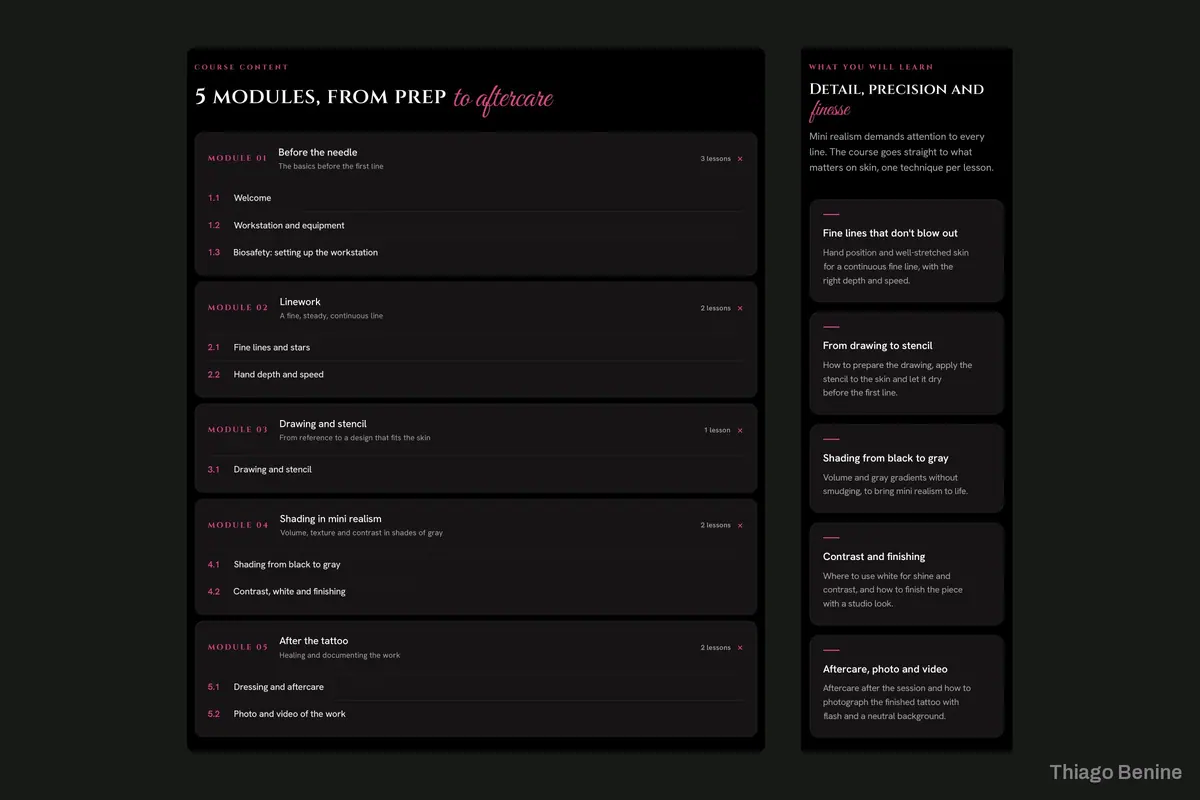 COURSE CONTENT
5 MODULES, FROM PREP to aftercare
MODULE 01
Before the needle
The basics before the first line
3 lessons ×
1.1 Welcome
1.2 Workstation and equipment
1.3 Biosafety: setting up the workstation
MODULE 02
Linework
A fine, steady, continuous line
2 lessons ×
2.1 Fine lines and stars
2.2 Hand depth and speed
MODULE 03
Drawing and stencil
From reference to a design that fits the skin
1 lesson ×
3.1 Drawing and stencil
MODULE 04
Shading in mini realism
Volume, texture and contrast in shades of gray
2 lessons ×
4.1 Shading from black to gray
4.2 Contrast, white and finishing
MODULE 05
After the tattoo
Healing and documenting the work
2 lessons ×
5.1 Dressing and aftercare
5.2 Photo and video of the work
WHAT YOU WILL LEARN
DETAIL, PRECISION AND
finesse
Mini realism demands attention to every
line. The course goes straight to what
matters on skin, one technique per lesson.
Fine lines that don't blow out
Hand position and well-stretched skin
for a continuous fine line, with the
right depth and speed.
From drawing to stencil
How to prepare the drawing, apply the
stencil to the skin and let it dry
before the first line.
Shading from black to gray
Volume and gray gradients without
smudging, to bring mini realism to life.
Contrast and finishing
Where to use white for shine and
contrast, and how to finish the piece
with a studio look.
Aftercare, photo and video
Aftercare after the session and how to
photograph the finished tattoo with
flash and a neutral background.
Thiago Benine